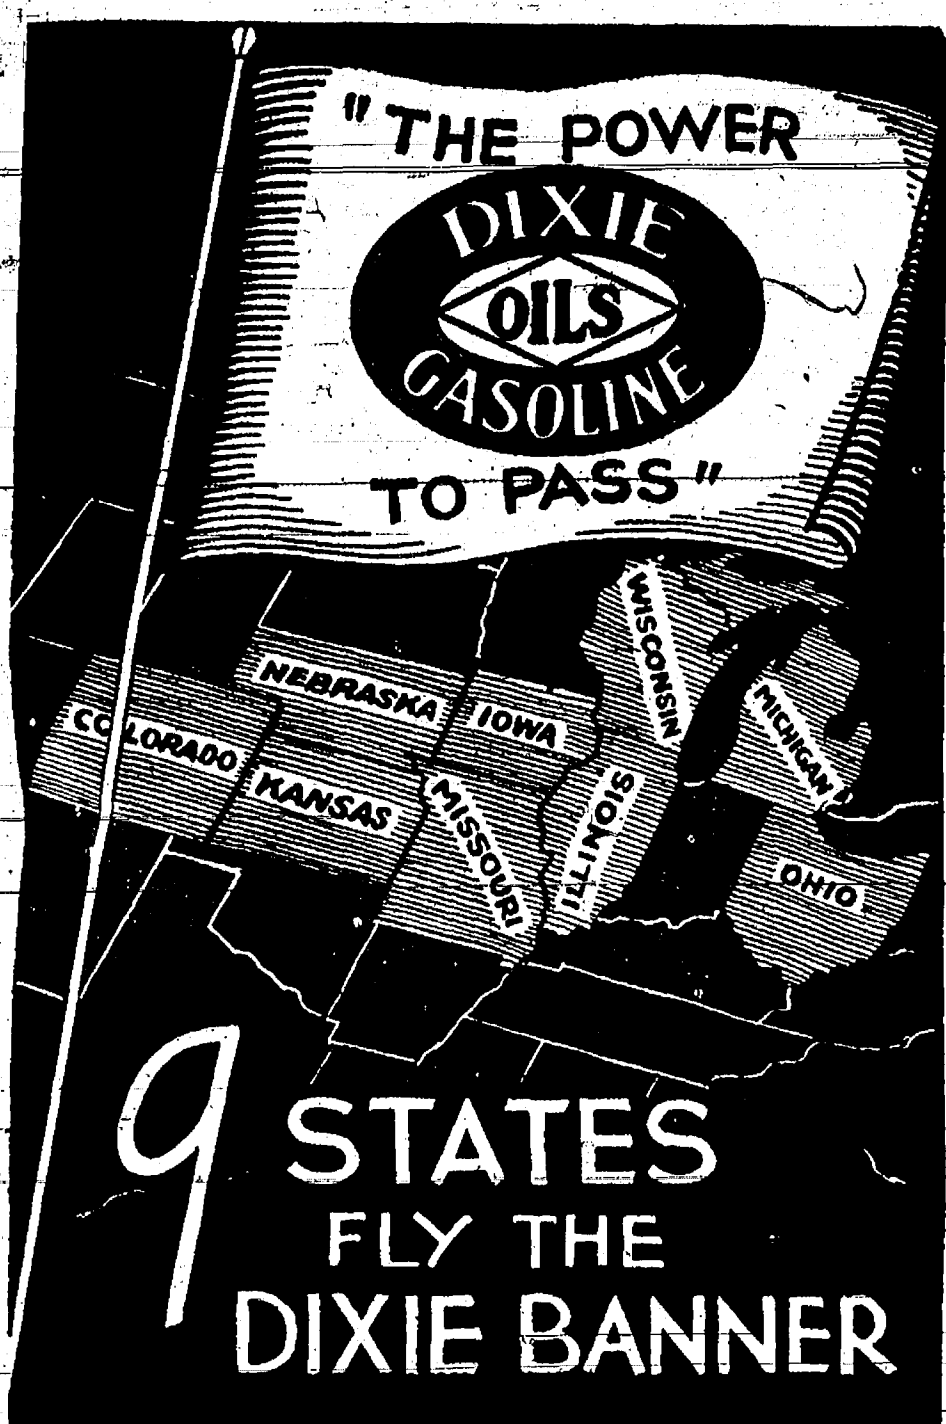 "THE POWER
DIXIE
OILS
GASOLINE
TO PASS"
WISCONSIN
NEBRASKA
IOWA
MICHIGAN
COLORADO
KANSAS
MISSOURI
ILLINOIS
OHIO
9 STATES
FLY THE
DIXIE BANNER